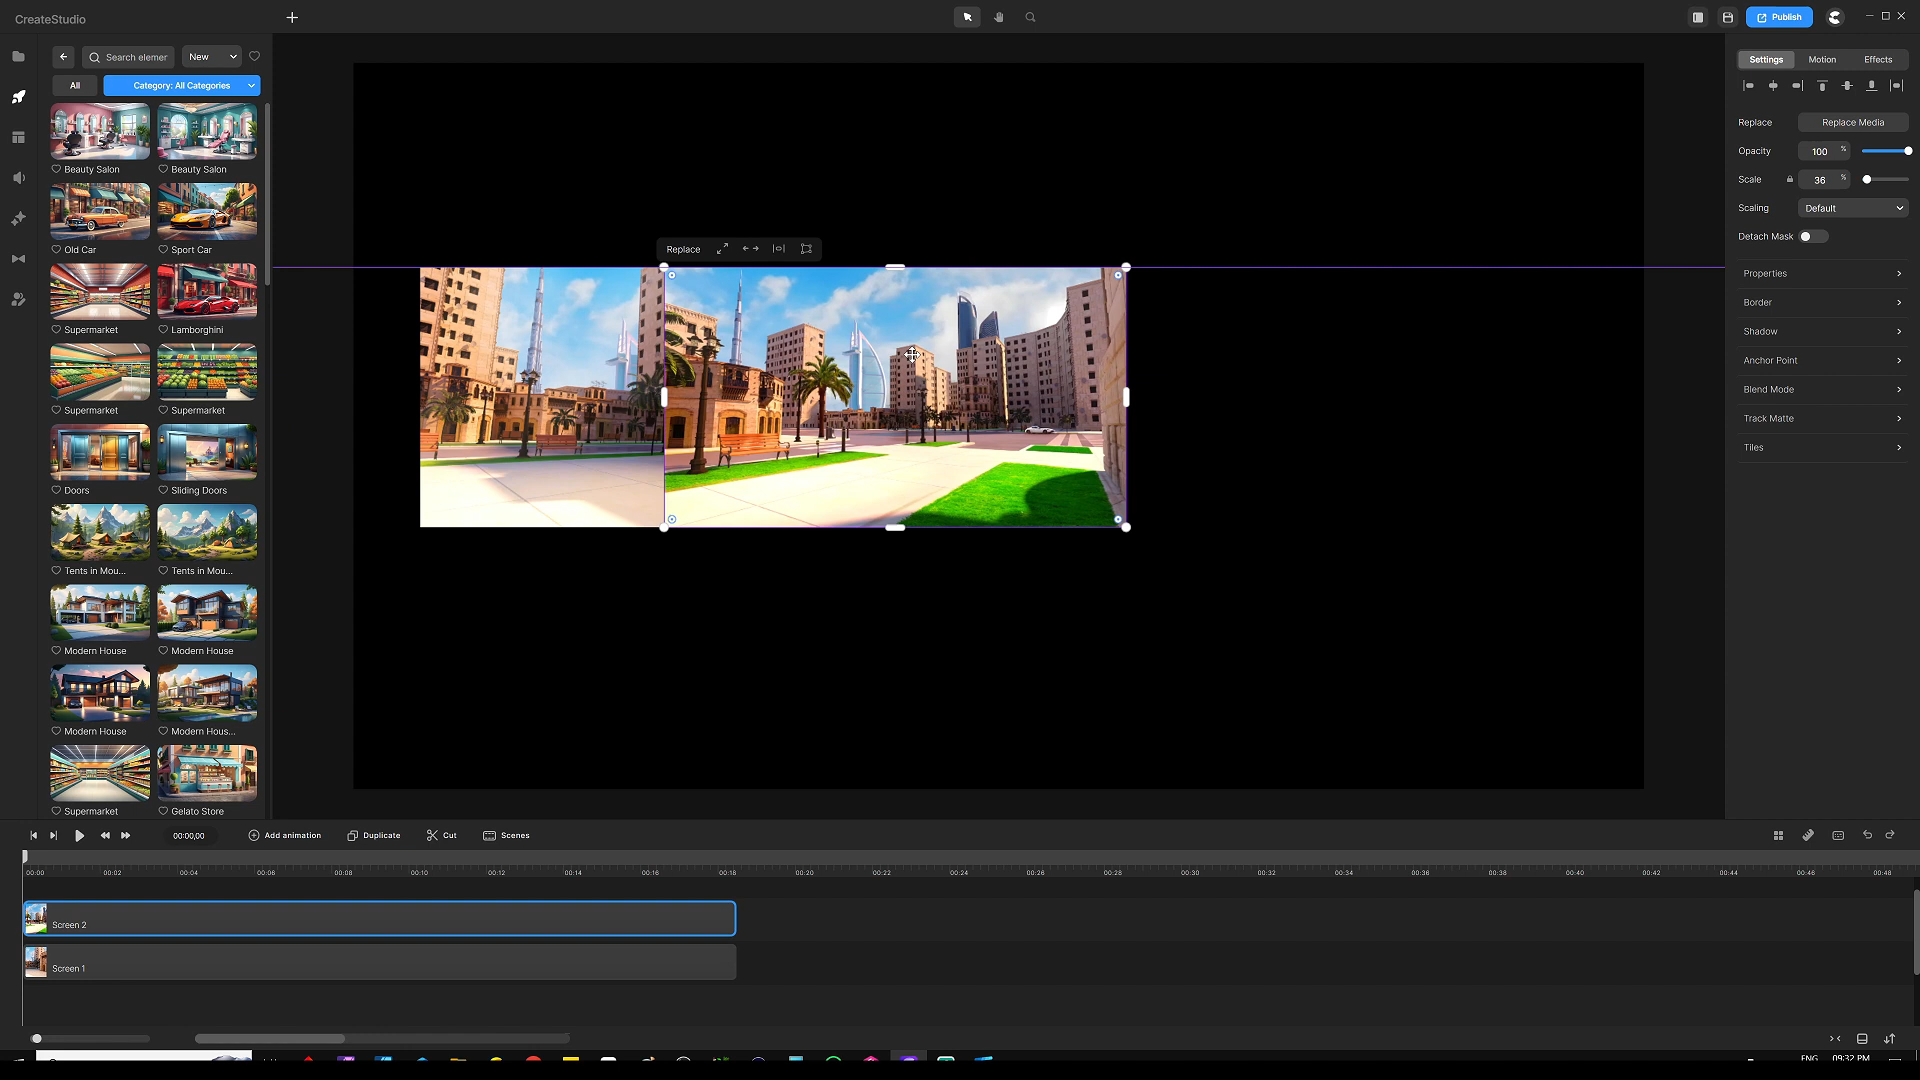 CreateStudio
Publish
Search elemer
New
All
Category: All Categories
Beauty Salon
Beauty Salon
Old Car
Sport Car
Supermarket
Lamborghini
Supermarket
Supermarket
Doors
Sliding Doors
Tents in Mou...
Tents in Mou...
Modern House
Modern House
Modern House
Modern Hous...
Supermarket
Gelato Store
Replace
Settings
Motion
Effects
Replace
Replace Media
Opacity
100 %
Scale
36 %
Scaling
Default
Detach Mask
Properties
Border
Shadow
Anchor Point
Blend Mode
Track Matte
Tiles
00:00,00
Add animation
Duplicate
Cut
Scenes
00:00
00:02
00:04
00:06
00:08
00:10
00:12
00:14
00:16
00:18
00:20
00:22
00:24
00:26
00:28
00:30
00:32
00:34
00:36
00:38
00:40
00:42
00:44
00:46
00:48
Screen 2
Screen 1
ENG
09:32 PM